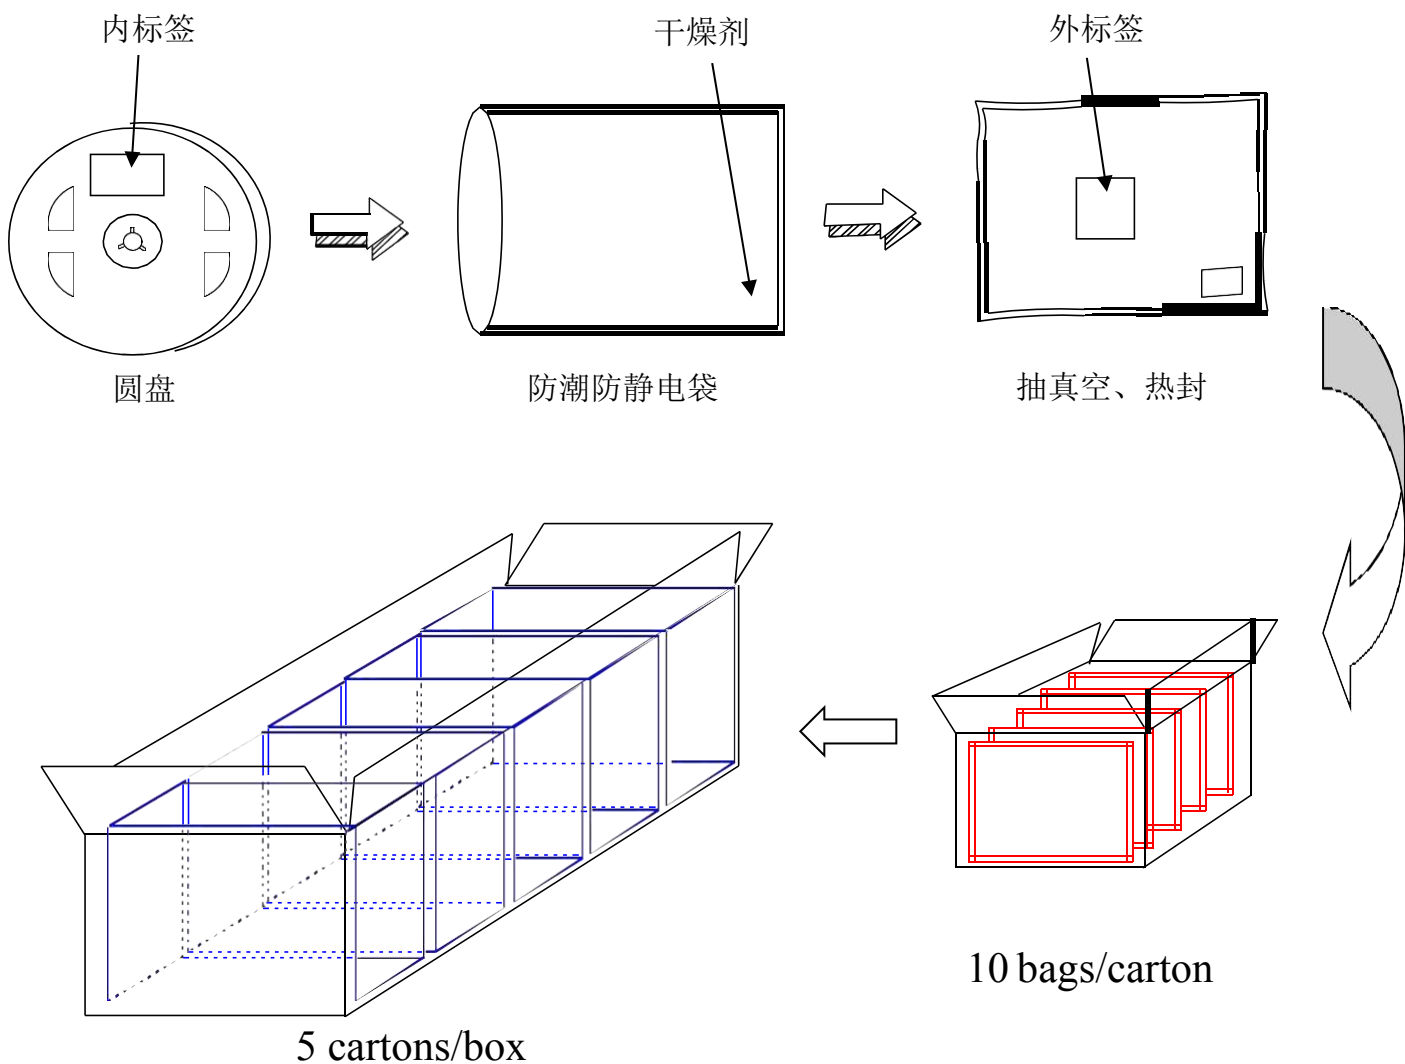 内标签
干燥剂
外标签
圆盘
防潮防静电袋
抽真空、热封
10 bags/carton
5 cartons/box